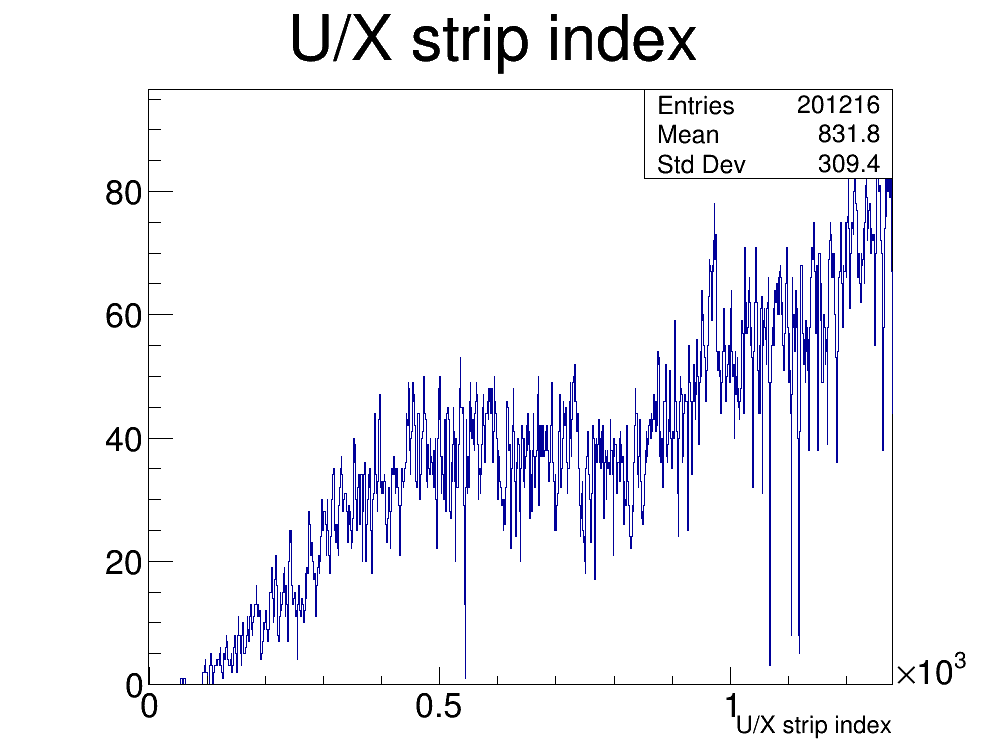 U/X strip index
Entries 201216
Mean 831.8
Std Dev 309.4
80
60
40
20
0
0 0.5 1
×10³
U/X strip index